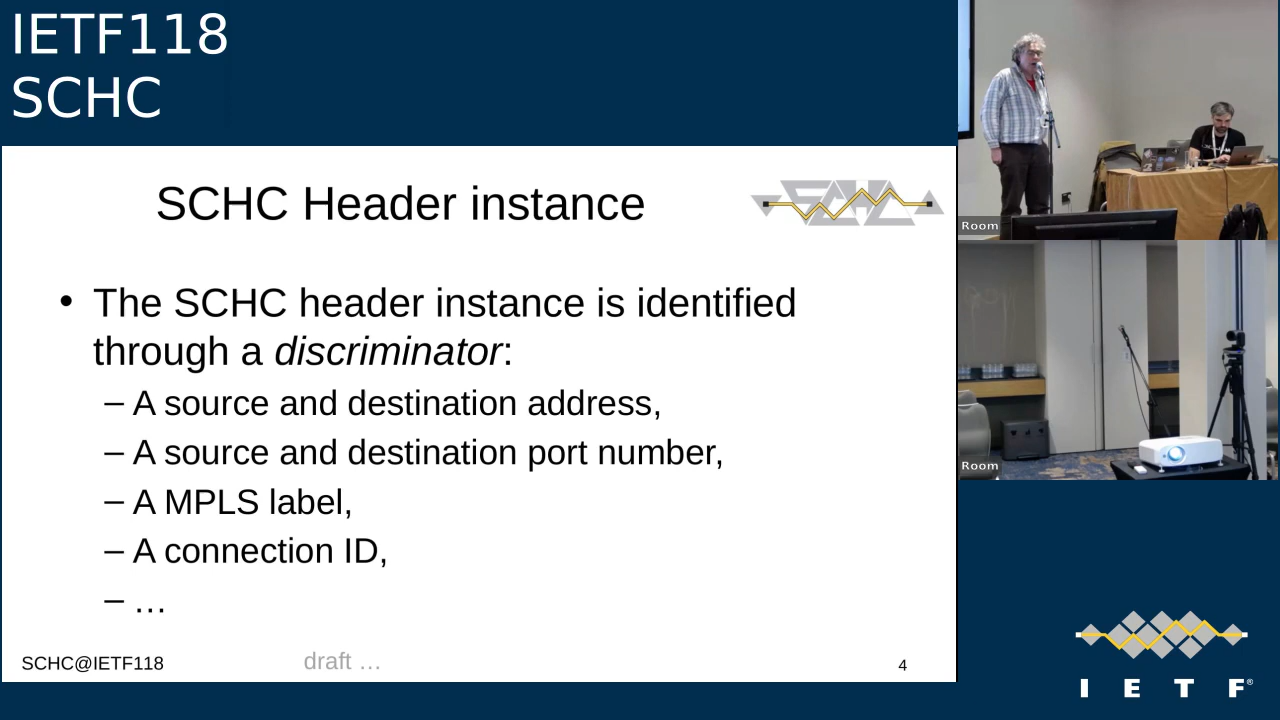 IETF118
SCHC
SCHC Header instance
SCHC
• The SCHC header instance is identified
through a discriminator:
– A source and destination address,
– A source and destination port number,
– A MPLS label,
– A connection ID,
– …
SCHC@IETF118
draft …
4
Room
Room
I E T F®